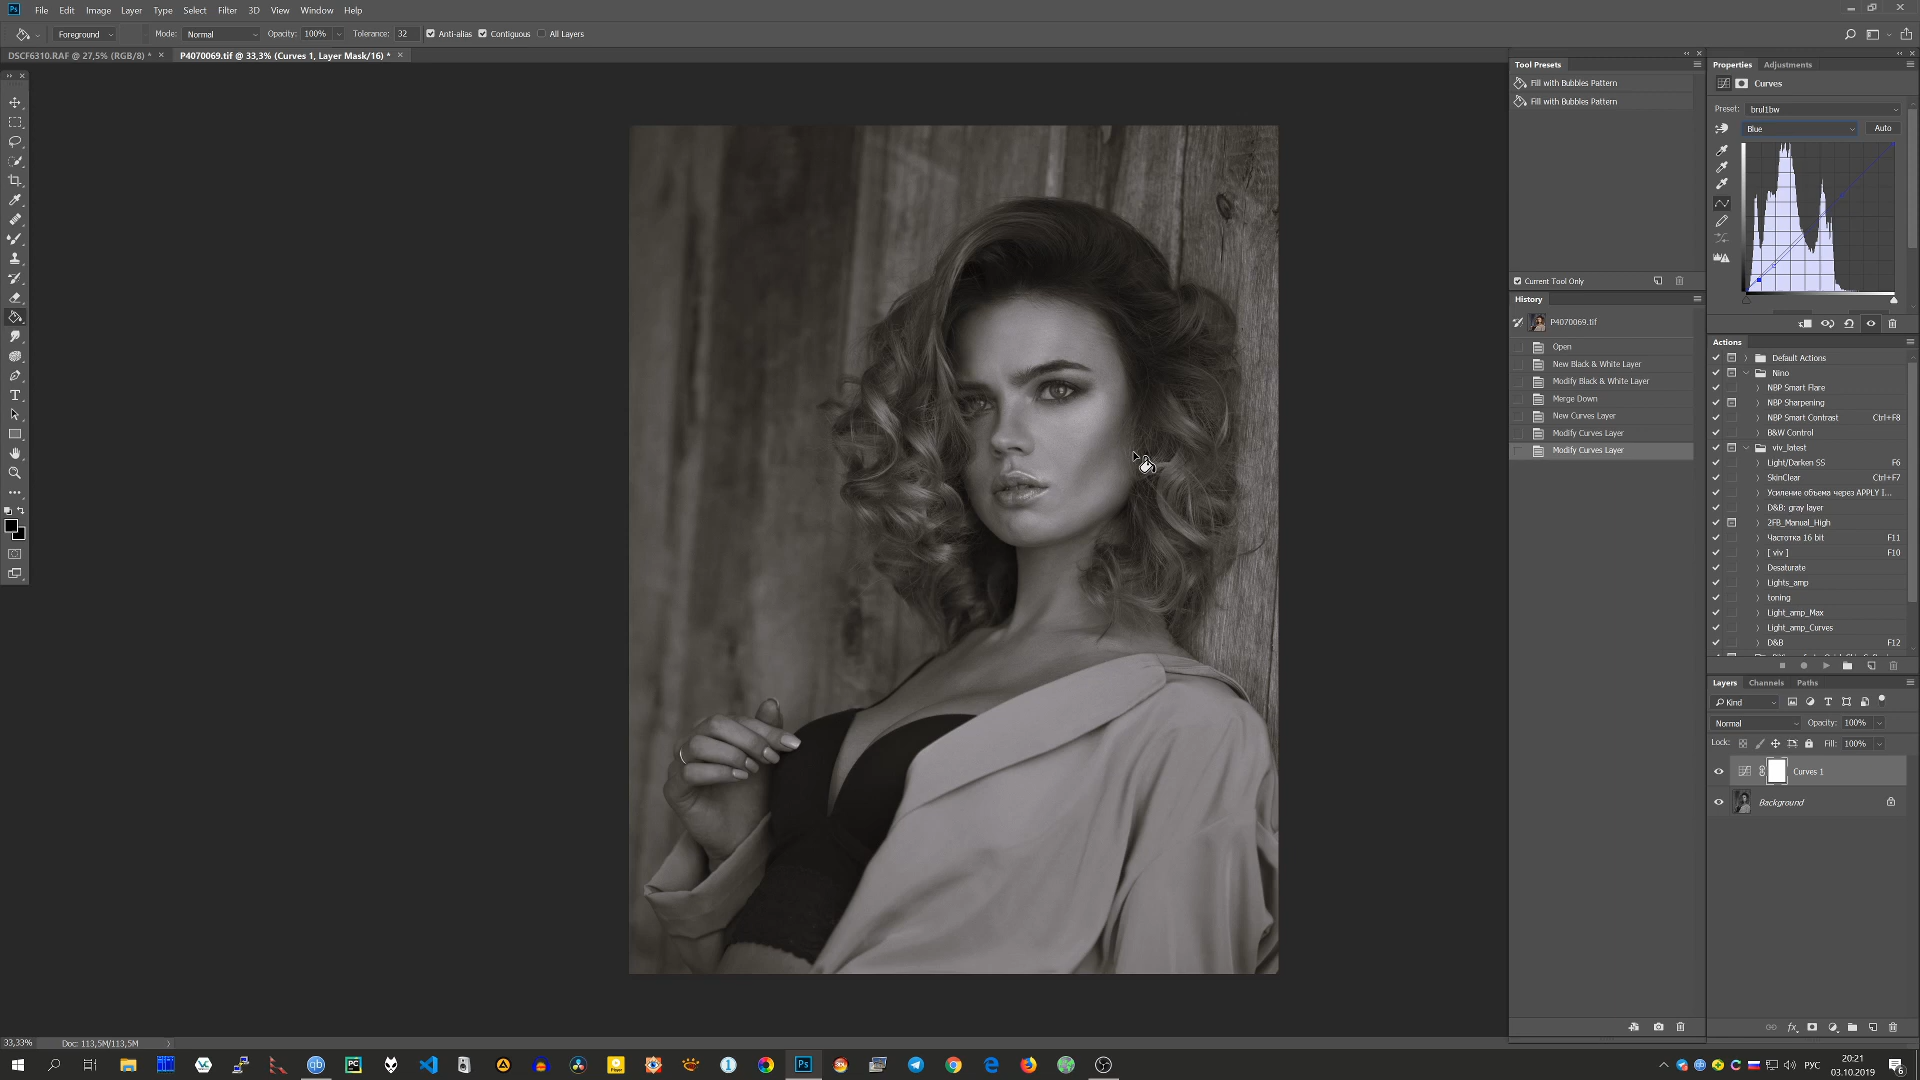 Ps File Edit Image Layer Type Select Filter 3D View Window Help
Foreground Mode: Normal Opacity: 100% Tolerance: 32 Anti-alias Contiguous All Layers
DSCF6310.RAF @ 27,5% (RGB/8) * × P4070069.tif @ 33,3% (Curves 1, Layer Mask/16) * ×
Tool Presets
Fill with Bubbles Pattern
Fill with Bubbles Pattern
Current Tool Only
History
P4070069.tif
Open
New Black & White Layer
Modify Black & White Layer
Merge Down
New Curves Layer
Modify Curves Layer
Modify Curves Layer
Properties Adjustments
Curves
Preset: brul1bw
Blue Auto
Actions
Default Actions
Nino
NBP Smart Flare
NBP Sharpening
NBP Smart Contrast Ctrl+F8
B&W Control
viv_latest
Light/Darken SS F6
SkinClear Ctrl+F7
Усиление объема через APPLY I...
D&B: gray layer
2FB_Manual_High
Частотка 16 bit F11
[ viv ] F10
Desaturate
Lights_amp
toning
Light_amp_Max
Light_amp_Curves
D&B F12
Layers Channels Paths
Kind
Normal Opacity: 100%
Lock: Fill: 100%
Curves 1
Background
33,33% Doc: 113,5M/113,5M
РУС 20:21
03.10.2019
6